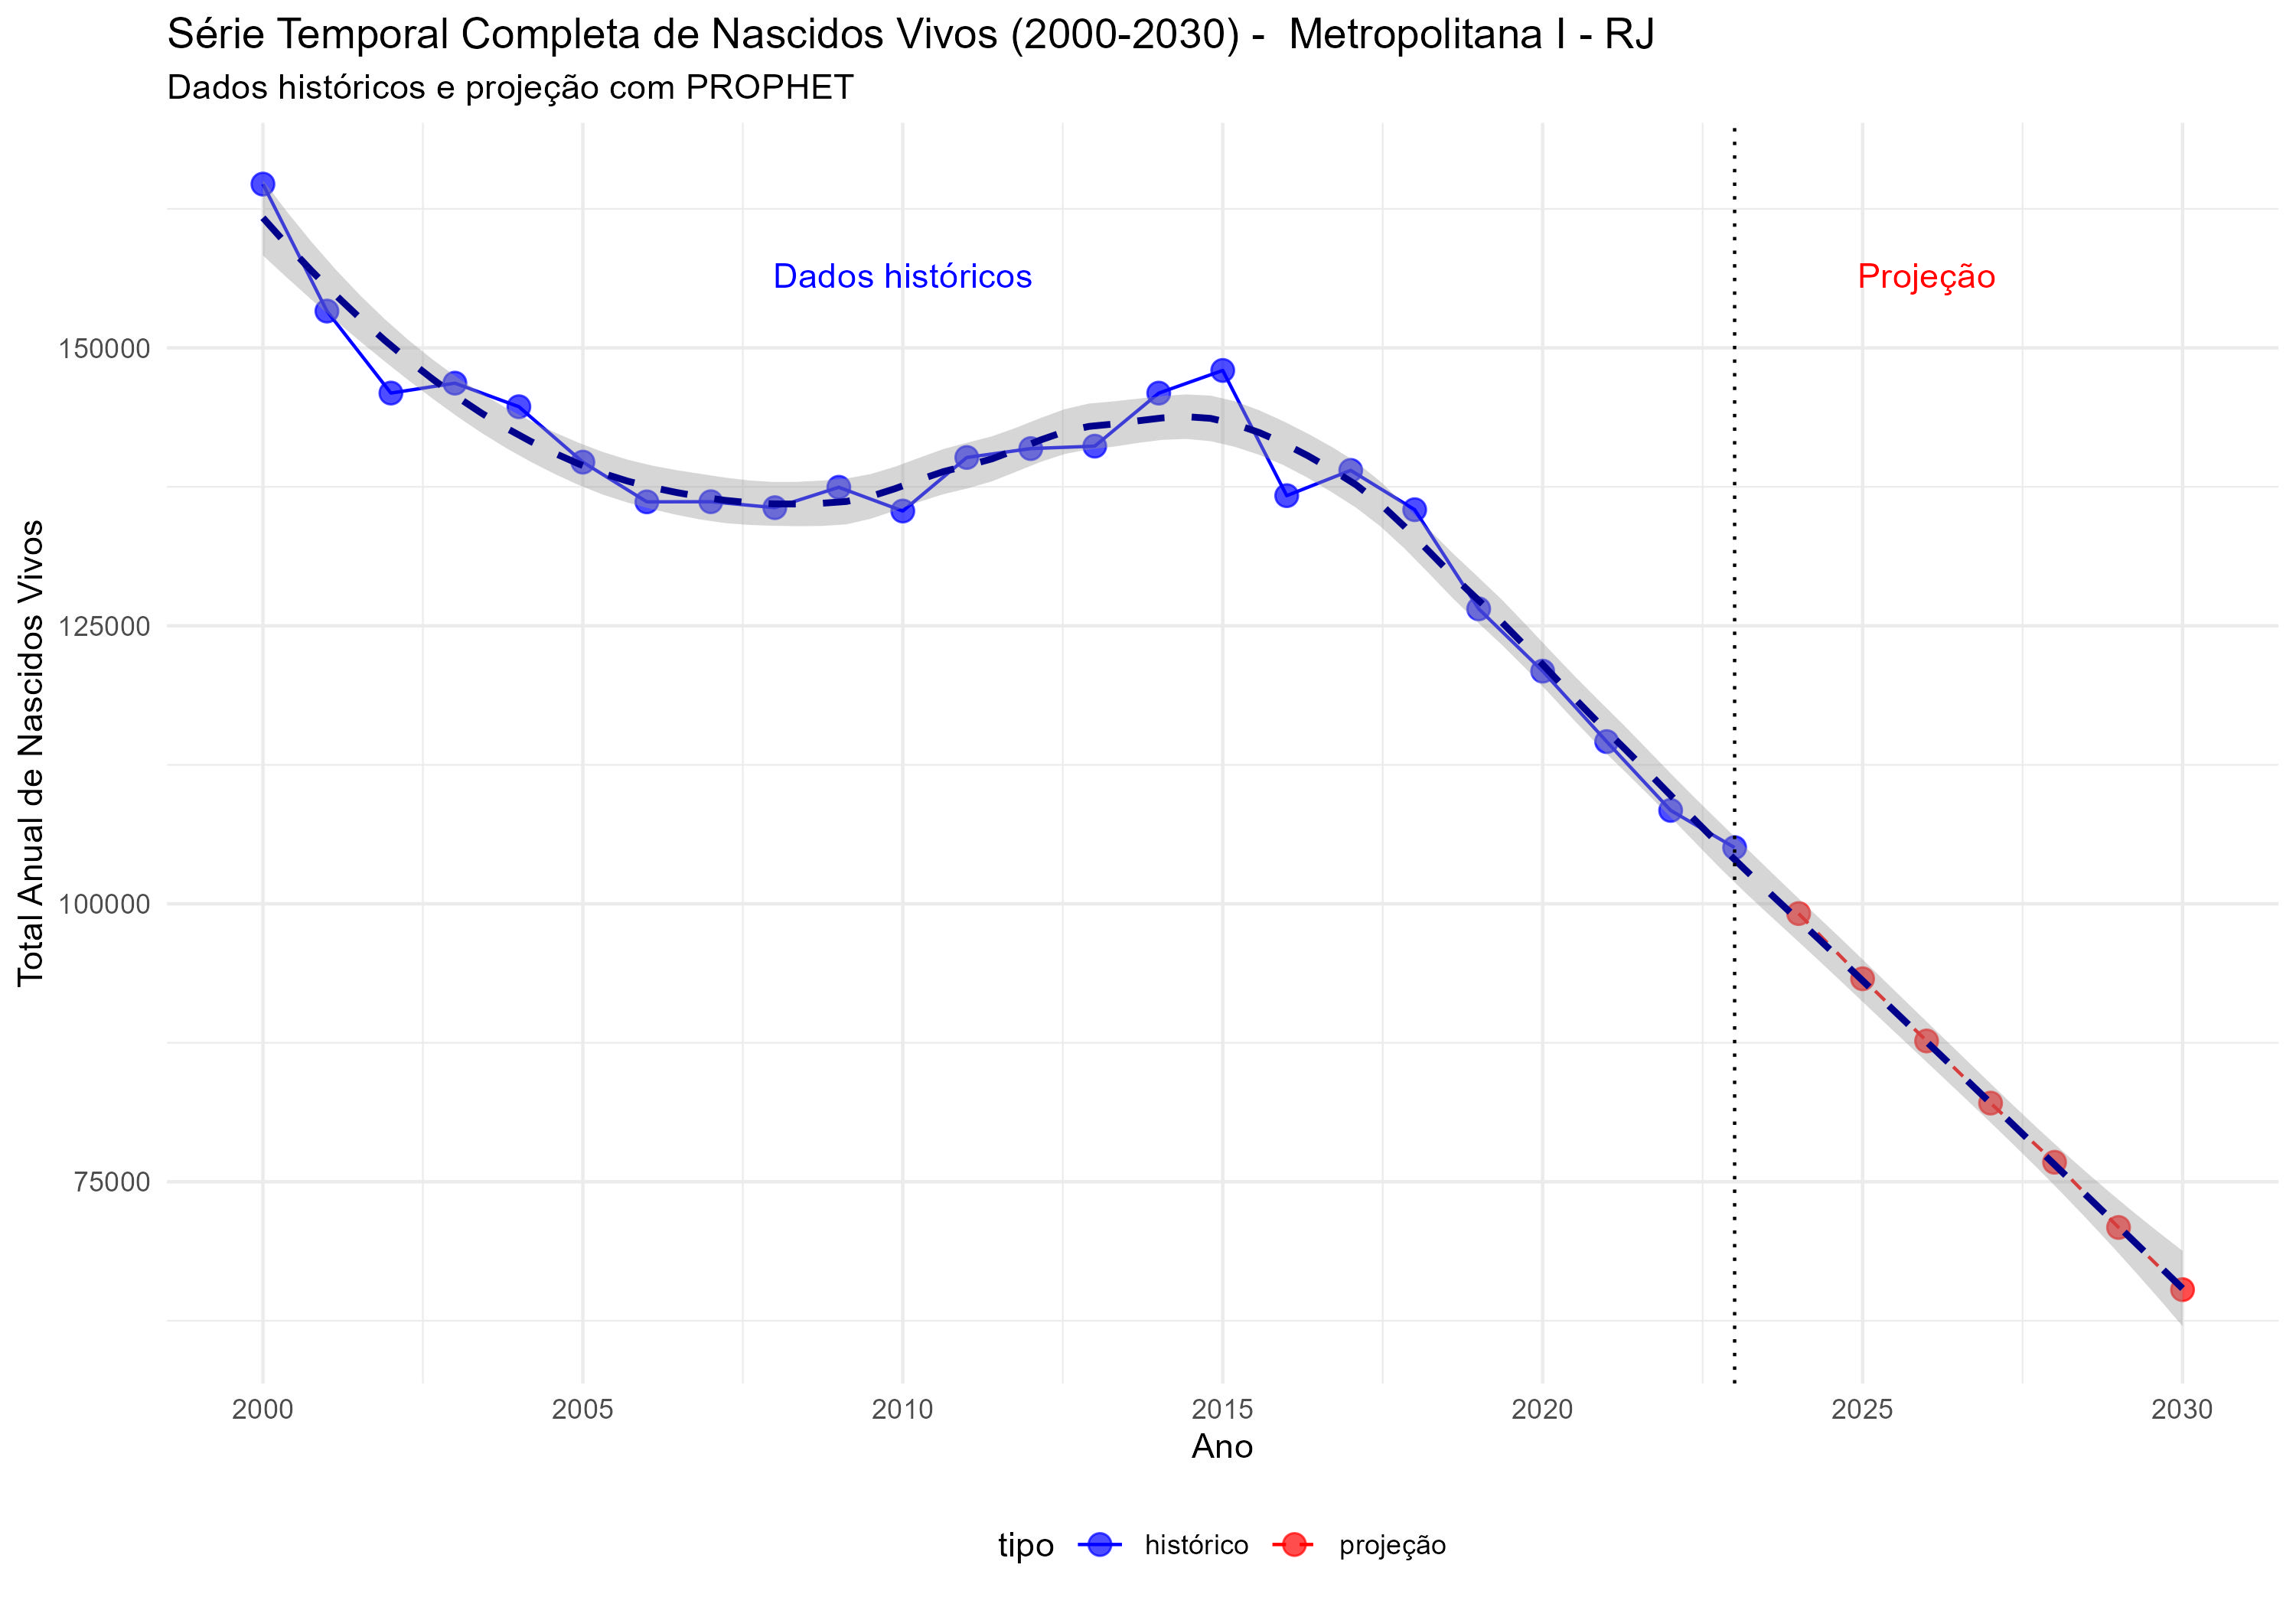 Série Temporal Completa de Nascidos Vivos (2000-2030) -  Metropolitana I - RJ
Dados históricos e projeção com PROPHET
Dados históricos
Projeção
Total Anual de Nascidos Vivos
150000
125000
100000
75000
2000 2005 2010 2015 2020 2025 2030
Ano
tipo histórico projeção